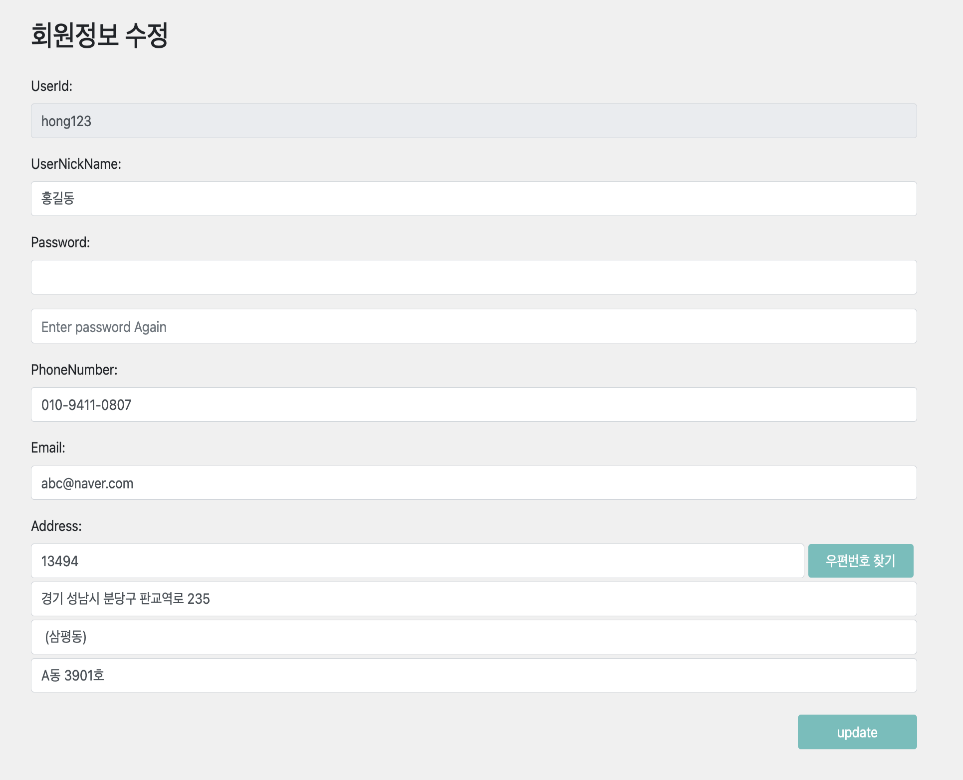 회원정보 수정
UserId:
hong123
UserNickName:
홍길동
Password:
Enter password Again
PhoneNumber:
010-9411-0807
Email:
abc@naver.com
Address:
13494 우편번호 찾기
경기 성남시 분당구 판교역로 235
(삼평동)
A동 3901호
update